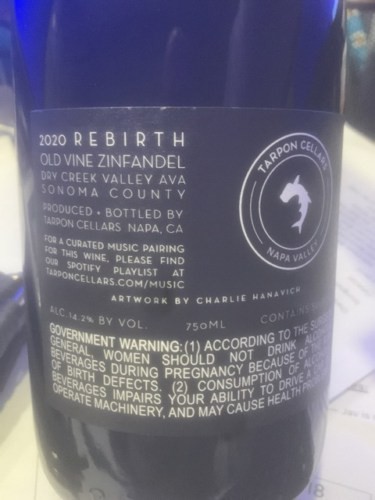 2020 REBIRTH
OLD VINE ZINFANDEL
DRY CREEK VALLEY AVA
SONOMA COUNTY
PRODUCED + BOTTLED BY
TARPON CELLARS NAPA, CA
FOR A CURATED MUSIC PAIRING
FOR THIS WINE, PLEASE FIND
OUR SPOTIFY PLAYLIST AT
TARPONCELLARS.COM/MUSIC
TARPON CELLARS
NAPA VALLEY
ARTWORK BY CHARLIE HANAVICH
ALC 14.2% BY VOL. 750ML CONTAINS
GOVERNMENT WARNING:(1) ACCORDING TO THE
GENERAL, WOMEN SHOULD NOT DRINK
BEVERAGES DURING PREGNANCY BECAUSE OF THE
OF BIRTH DEFECTS. (2) CONSUMPTION OF
BEVERAGES IMPAIRS YOUR ABILITY TO DRIVE A
OPERATE MACHINERY, AND MAY CAUSE HEALTH